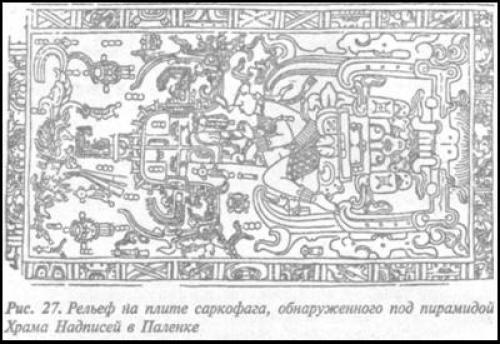 Рис. 27. Рельеф на плите саркофага, обнаруженного под пирамидой
Храма Надписей в Паленке